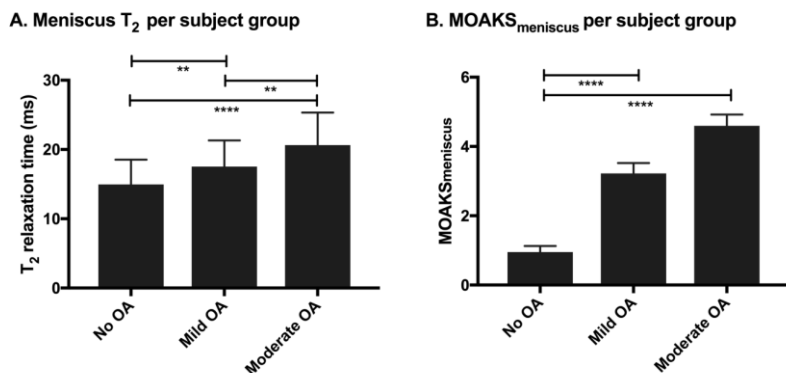 A. Meniscus T2 per subject group
**
**
****
30
20
10
0
T2 relaxation time (ms)
No OA
Mild OA
Moderate OA
B. MOAKSmeniscus per subject group
****
****
6
4
2
0
MOAKSmeniscus
No OA
Mild OA
Moderate OA